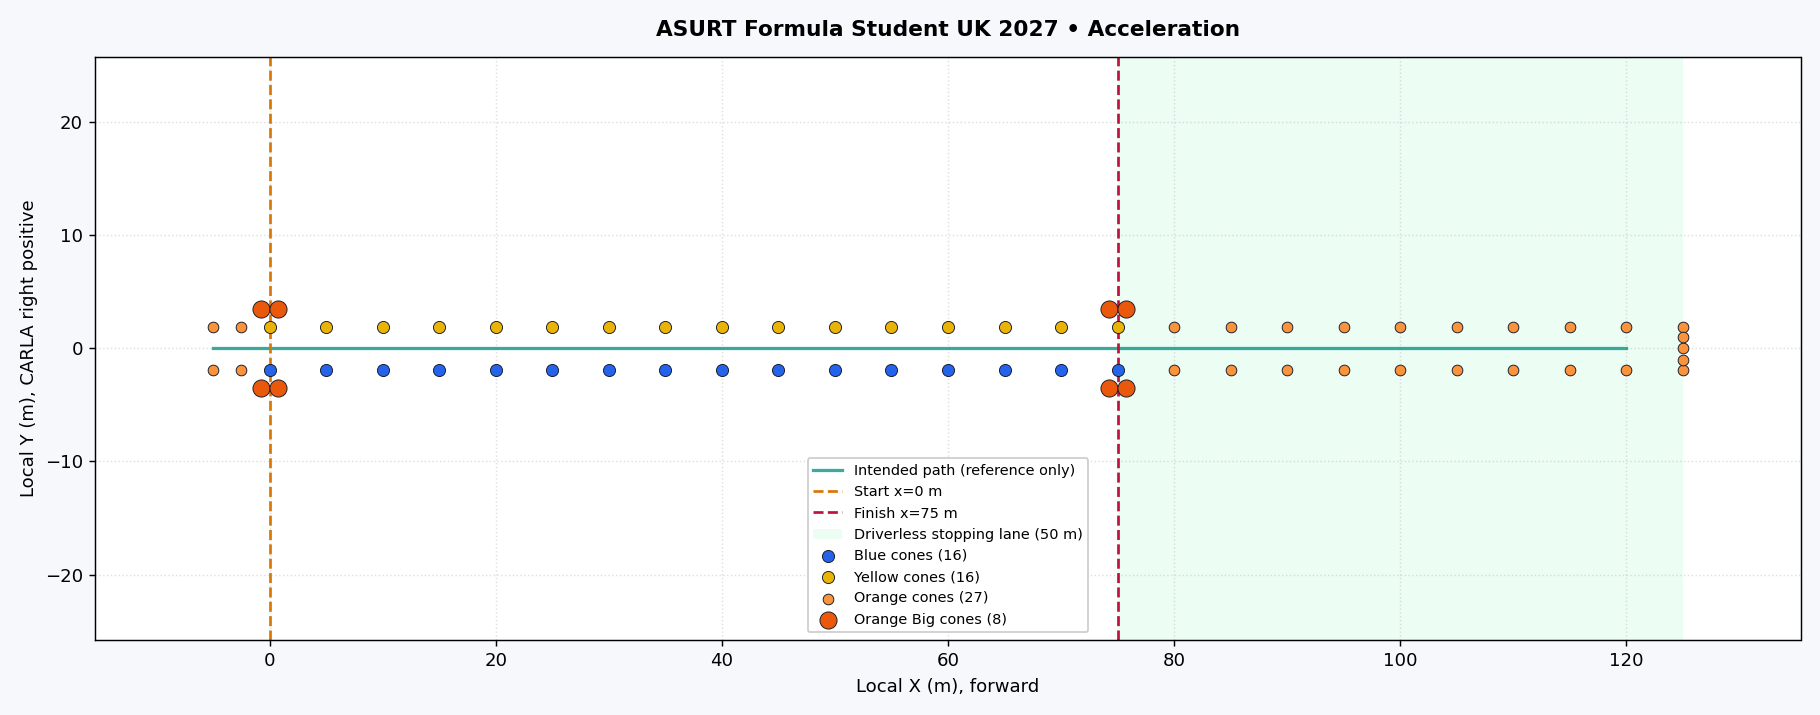 ASURT Formula Student UK 2027 • Acceleration
Local Y (m), CARLA right positive
20
10
0
−10
−20
Intended path (reference only)
Start x=0 m
Finish x=75 m
Driverless stopping lane (50 m)
Blue cones (16)
Yellow cones (16)
Orange cones (27)
Orange Big cones (8)
0 20 40 60 80 100 120
Local X (m), forward